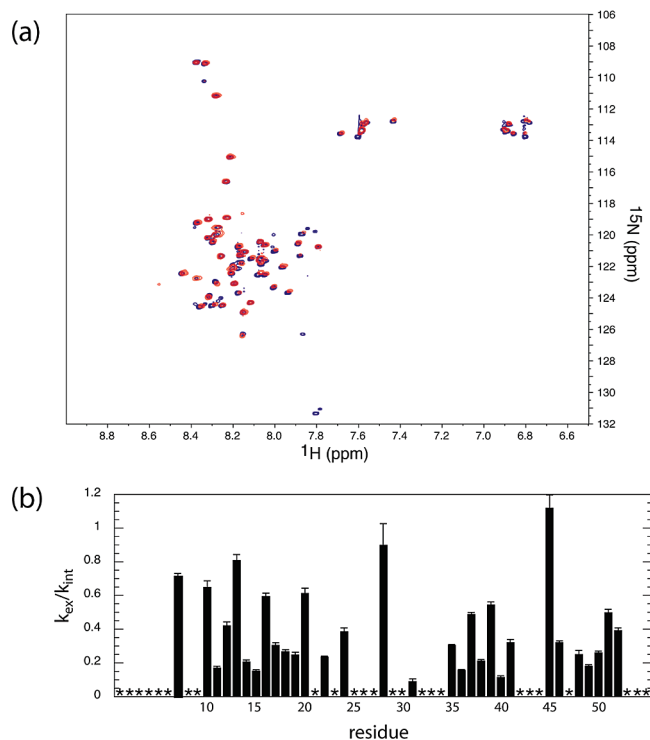 (a)
106
108
110
112
114
116
118
120
122
124
126
128
130
132
15N (ppm)
8.8 8.6 8.4 8.2 8.0 7.8 7.6 7.4 7.2 7.0 6.8 6.6
1H (ppm)
(b)
1.2
1
0.8
0.6
0.4
0.2
0
kex/kint
* * * * * * * * * * * * * * * * * * * * * * * *
10 15 20 25 30 35 40 45 50
residue